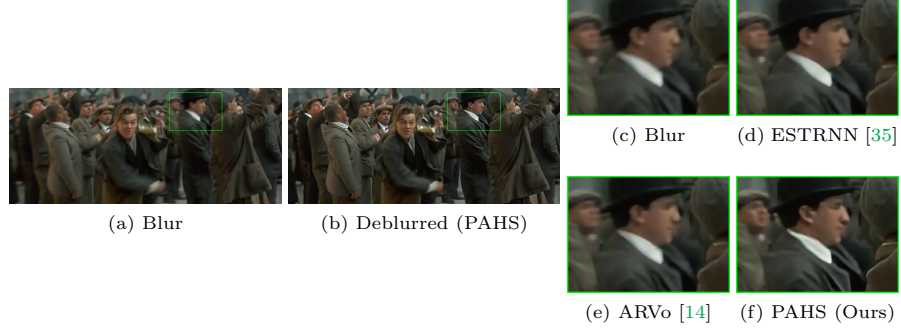 (a) Blur
(b) Deblurred (PAHS)
(c) Blur
(d) ESTRNN [35]
(e) ARVo [14]
(f) PAHS (Ours)